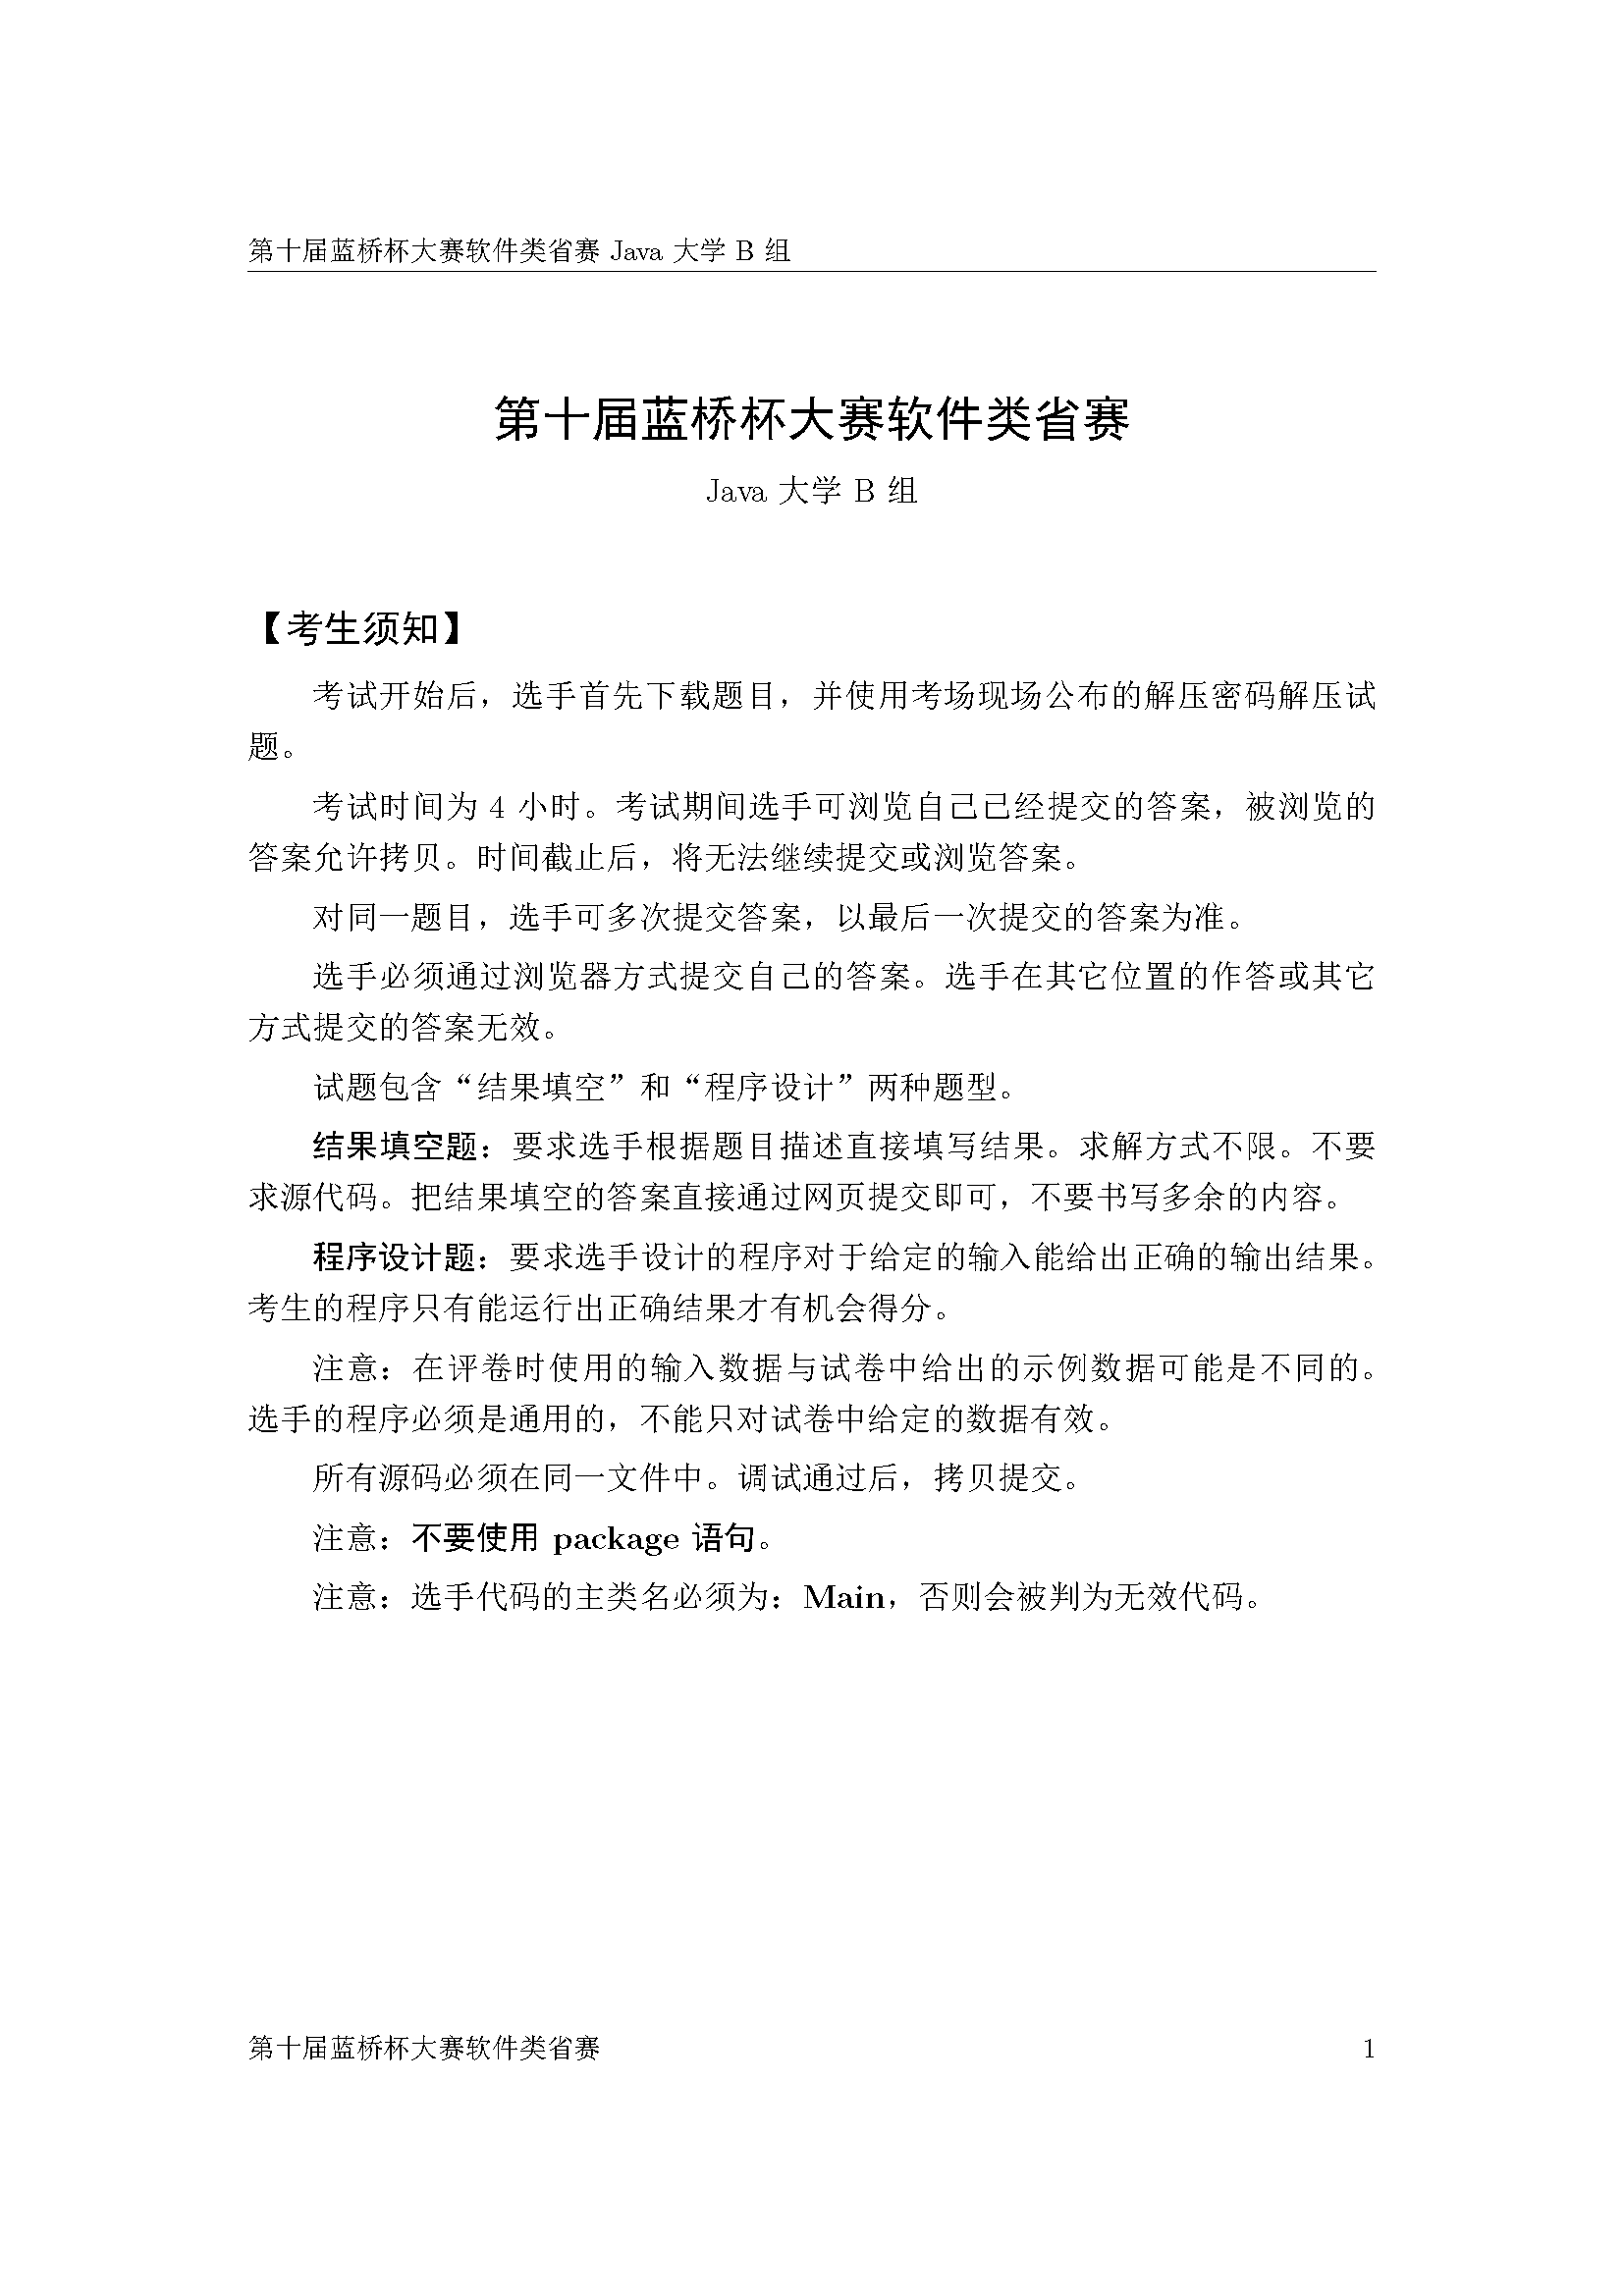 第十届蓝桥杯大赛软件类省赛 Java 大学 B 组
第十届蓝桥杯大赛软件类省赛
Java 大学 B 组
【考生须知】
考试开始后，选手首先下载题目，并使用考场现场公布的解压密码解压试
题。
考试时间为 4 小时。考试期间选手可浏览自己已经提交的答案，被浏览的
答案允许拷贝。时间截止后，将无法继续提交或浏览答案。
对同一题目，选手可多次提交答案，以最后一次提交的答案为准。
选手必须通过浏览器方式提交自己的答案。选手在其它位置的作答或其它
方式提交的答案无效。
试题包含“结果填空”和“程序设计”两种题型。
结果填空题：要求选手根据题目描述直接填写结果。求解方式不限。不要
求源代码。把结果填空的答案直接通过网页提交即可，不要书写多余的内容。
程序设计题：要求选手设计的程序对于给定的输入能给出正确的输出结果。
考生的程序只有能运行出正确结果才有机会得分。
注意：在评卷时使用的输入数据与试卷中给出的示例数据可能是不同的。
选手的程序必须是通用的，不能只对试卷中给定的数据有效。
所有源码必须在同一文件中。调试通过后，拷贝提交。
注意：不要使用 package 语句。
注意：选手代码的主类名必须为：Main，否则会被判为无效代码。
第十届蓝桥杯大赛软件类省赛 1